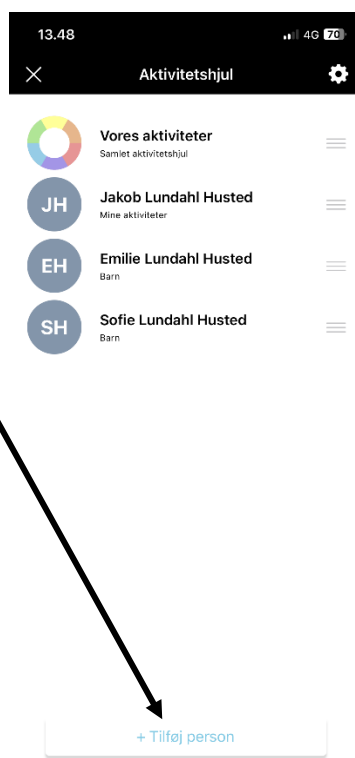 13.48 4G 70
Aktivitetshjul
Vores aktiviteter
Samlet aktivitetshjul
JH Jakob Lundahl Husted
Mine aktiviteter
EH Emilie Lundahl Husted
Barn
SH Sofie Lundahl Husted
Barn
+ Tilføj person